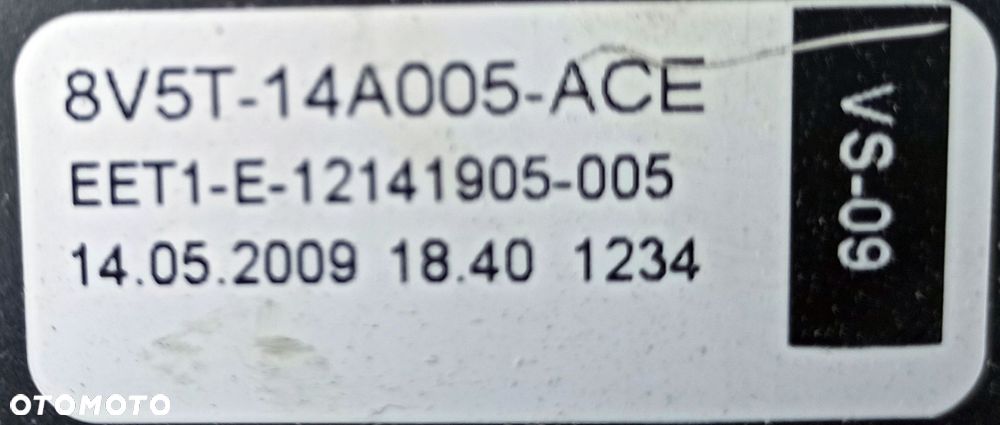 8V5T-14A005-ACE
EET1-E-12141905-005
14.05.2009 18.40 1234
VS-09
OTOMOTO